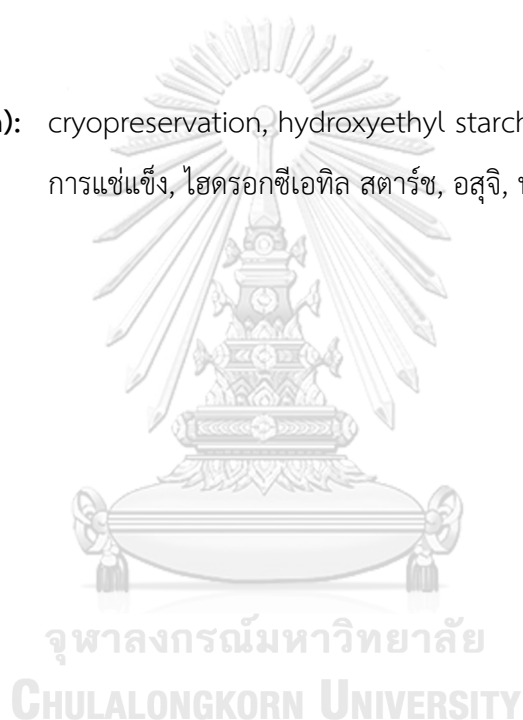 cryopreservation, hydroxyethyl starch
การแช่แข็ง, ไฮดรอกซีเอทิล สตาร์ช, อสุจิ,
จุฬาลงกรณ์มหาวิทยาลัย
CHULALONGKORN UNIVERSITY